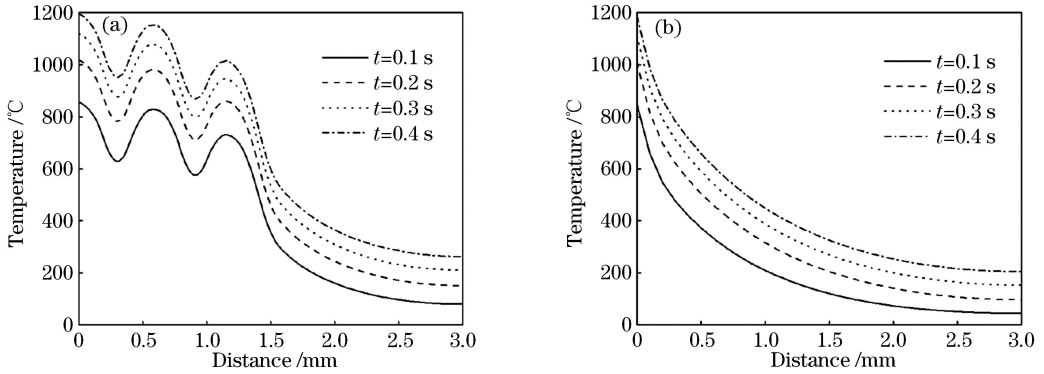 (a)
1200
1000
800
600
400
200
0
Temperature /℃
t=0.1 s
t=0.2 s
t=0.3 s
t=0.4 s
0 0.5 1.0 1.5 2.0 2.5 3.0
Distance /mm
(b)
1200
1000
800
600
400
200
0
Temperature /℃
t=0.1 s
t=0.2 s
t=0.3 s
t=0.4 s
0 0.5 1.0 1.5 2.0 2.5 3.0
Distance /mm